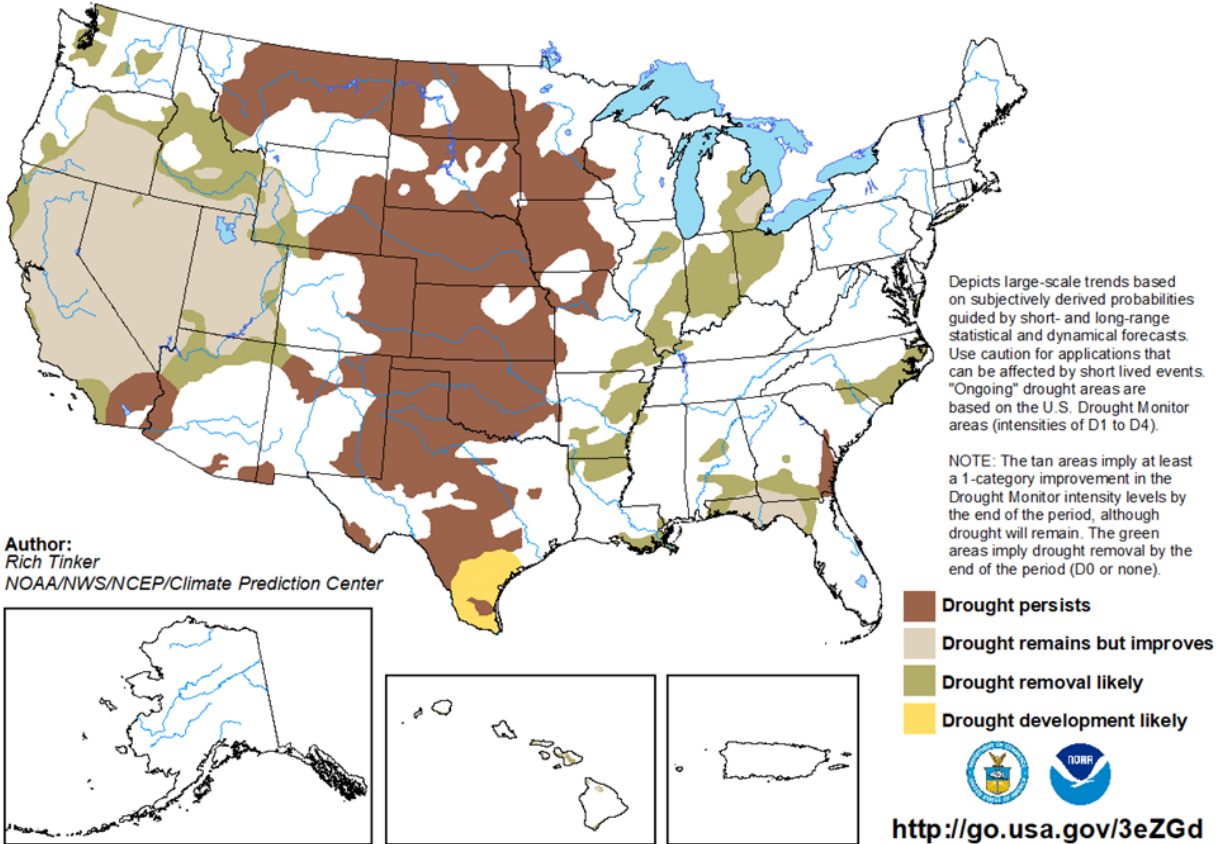 Depicts large-scale trends based
on subjectively derived probabilities
guided by short- and long-range
statistical and dynamical forecasts.
Use caution for applications that
can be affected by short lived events.
"Ongoing" drought areas are
based on the U.S. Drought Monitor
areas (intensities of D1 to D4).
NOTE: The tan areas imply at least
a 1-category improvement in the
Drought Monitor intensity levels by
the end of the period, although
drought will remain. The green
areas imply drought removal by the
end of the period (D0 or none).
Author:
Rich Tinker
NOAA/NWS/NCEP/Climate Prediction Center
Drought persists
Drought remains but improves
Drought removal likely
Drought development likely
NOAA
http://go.usa.gov/3eZGd